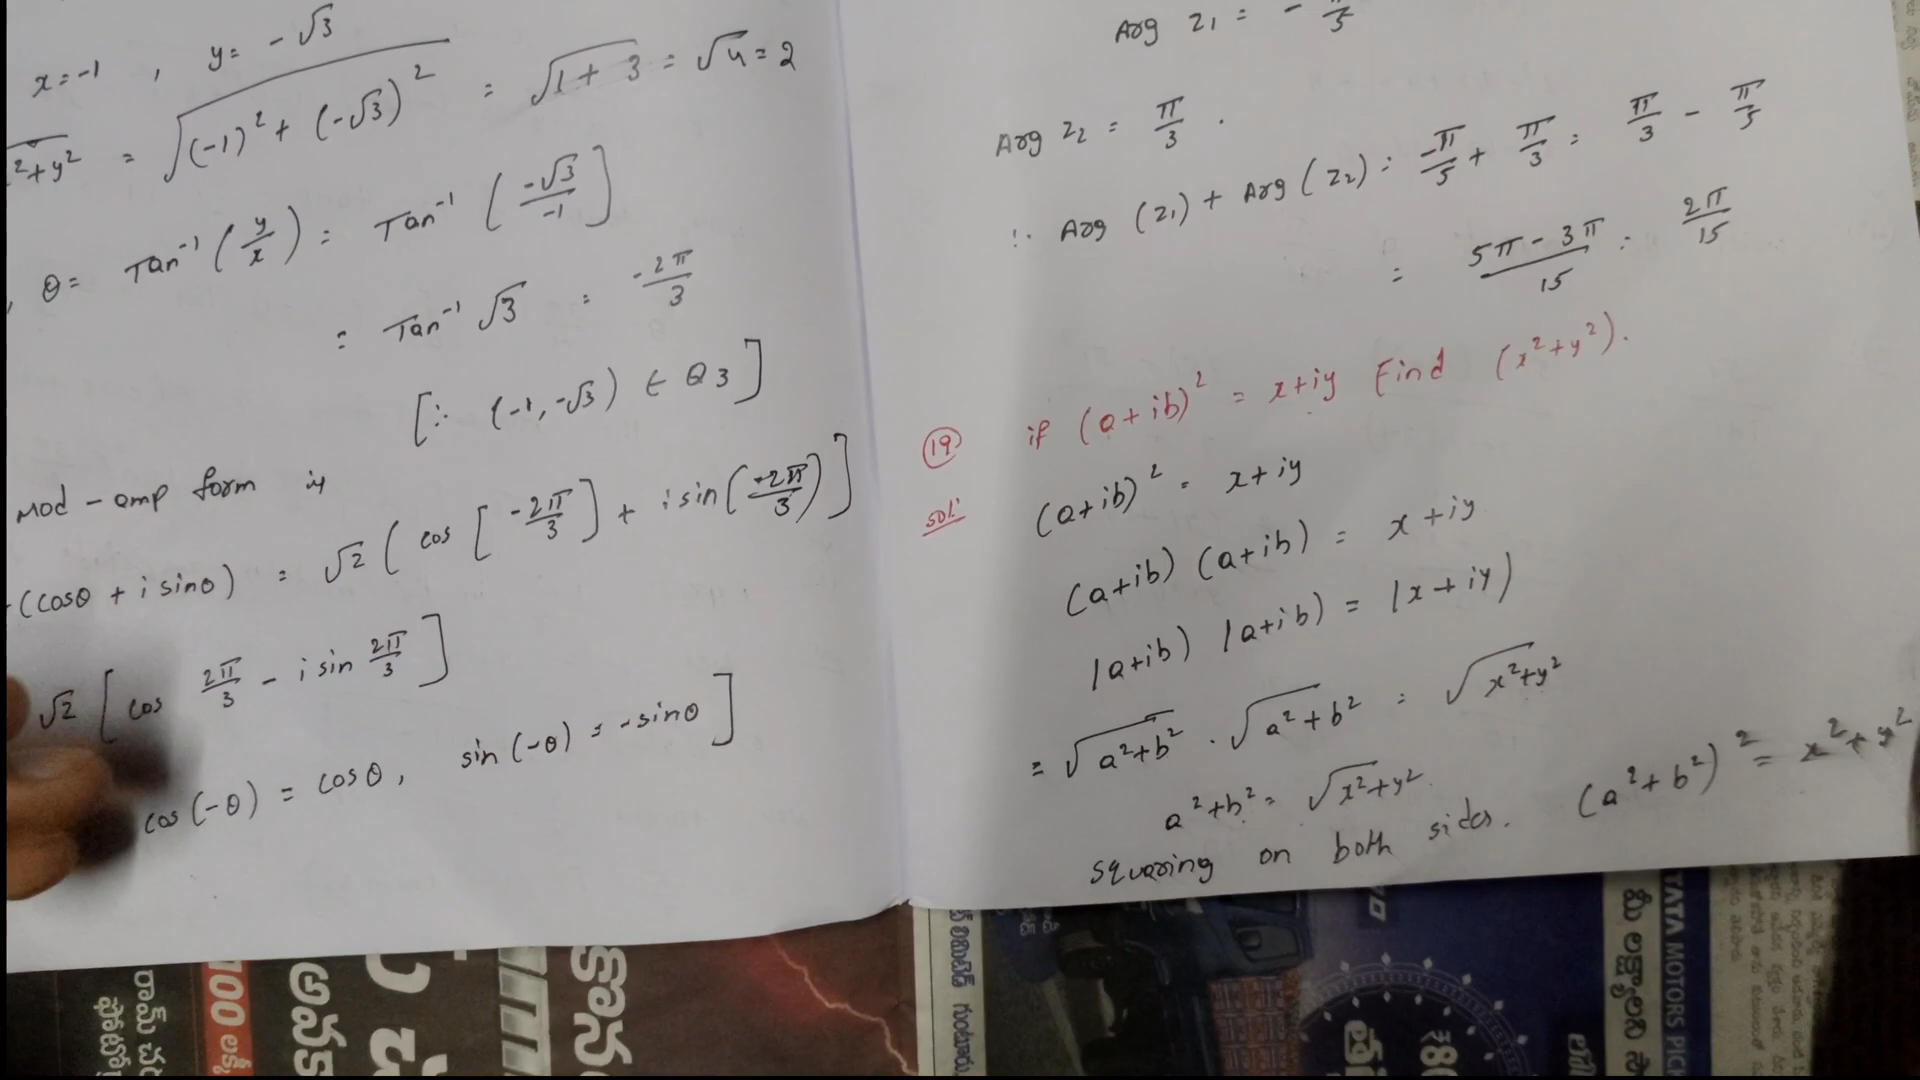 x=-1 , y= -√3
²+y² = √(-1)²+(-√3)² = √1+3 = √4=2
θ= Tan⁻¹(y/x) = Tan⁻¹(-√3/-1]
= Tan⁻¹ √3 = -2π/3
[∵ (-1,-√3) ∈ Q3]
Mod-amp form is
(cosθ + i sinθ) = √2(cos[-2π/3] + i sin(-2π/3)]
√2[cos 2π/3 - i sin 2π/3]
cos(-θ) = cosθ, sin(-θ) = -sinθ]
Arg z₁ = -π/5
Arg z₂ = π/3 .
∴ Arg (z₁) + Arg (z₂) = -π/5 + π/3 = π/3 - π/5
= 5π-3π/15 = 2π/15
19 if (a+ib)² = x+iy Find (x²+y²).
sol: (a+ib)² = x+iy
(a+ib) (a+ib) = x+iy
|a+ib) |a+ib) = |x+iy)
= √a²+b² . √a²+b² = √x²+y²
a²+b² = √x²+y².
squaring on both sides. (a²+b²)² = x²+y²
100
TATA MOTORS PIC
₹80